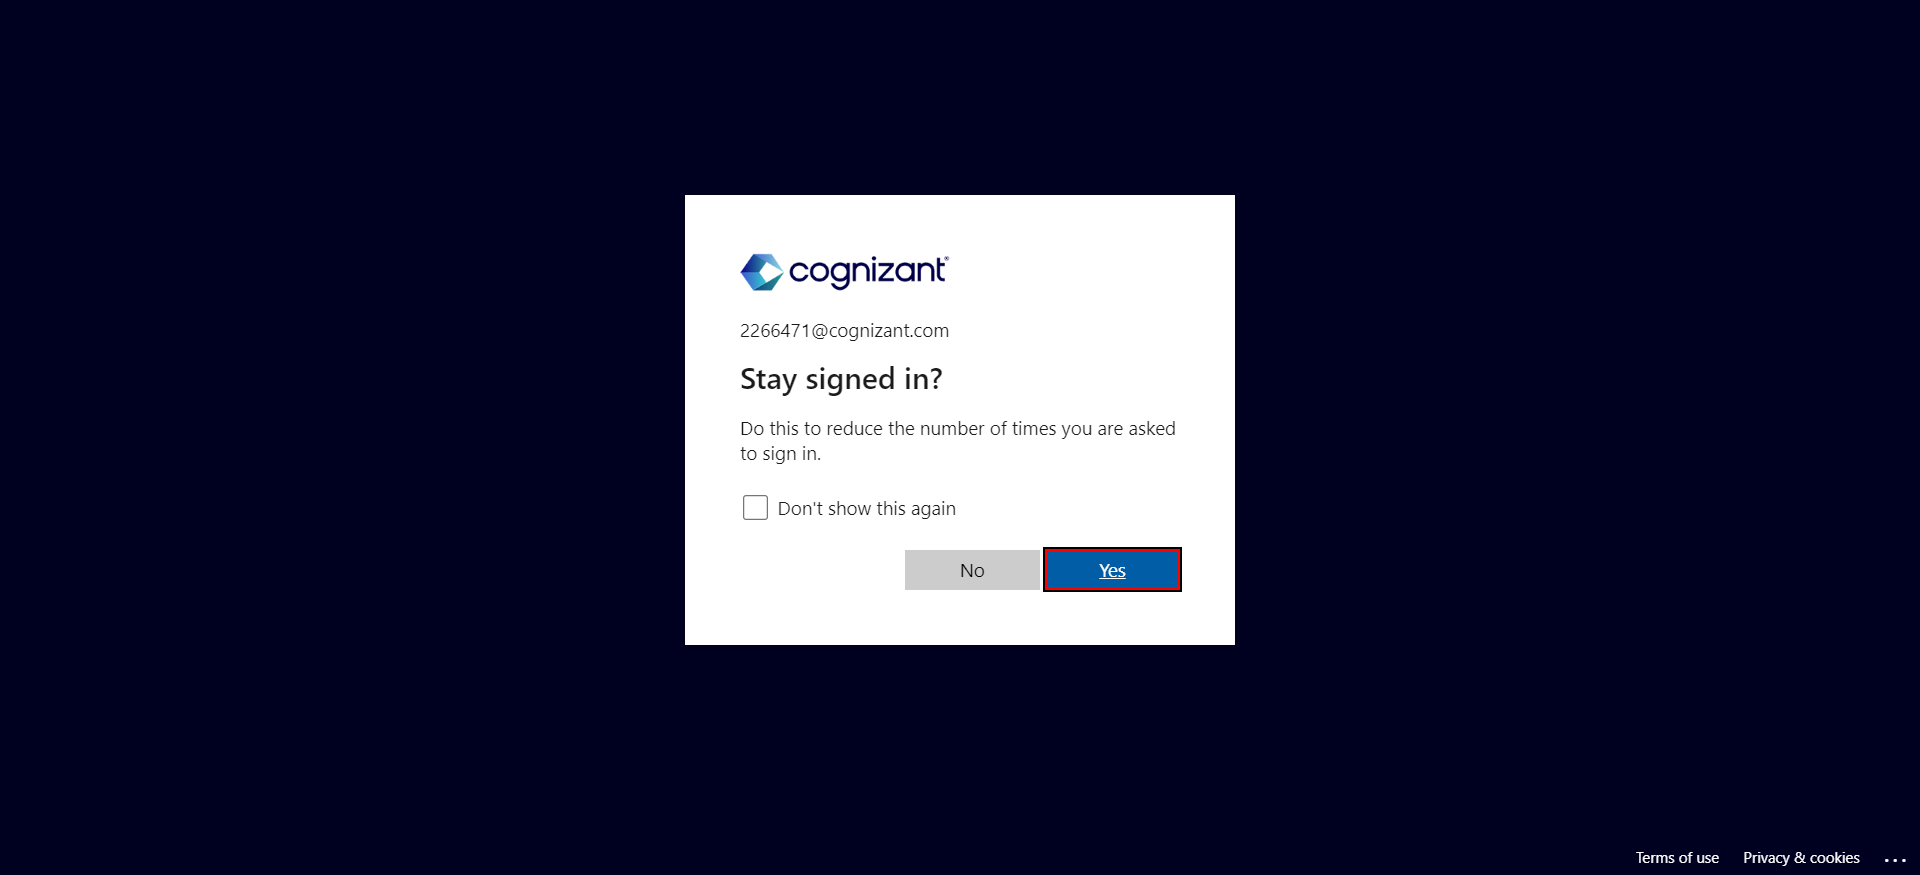 cognizant®
2266471@cognizant.com
Stay signed in?
Do this to reduce the number of times you are asked
to sign in.
Don't show this again
No
Yes
Terms of use
Privacy & cookies
...